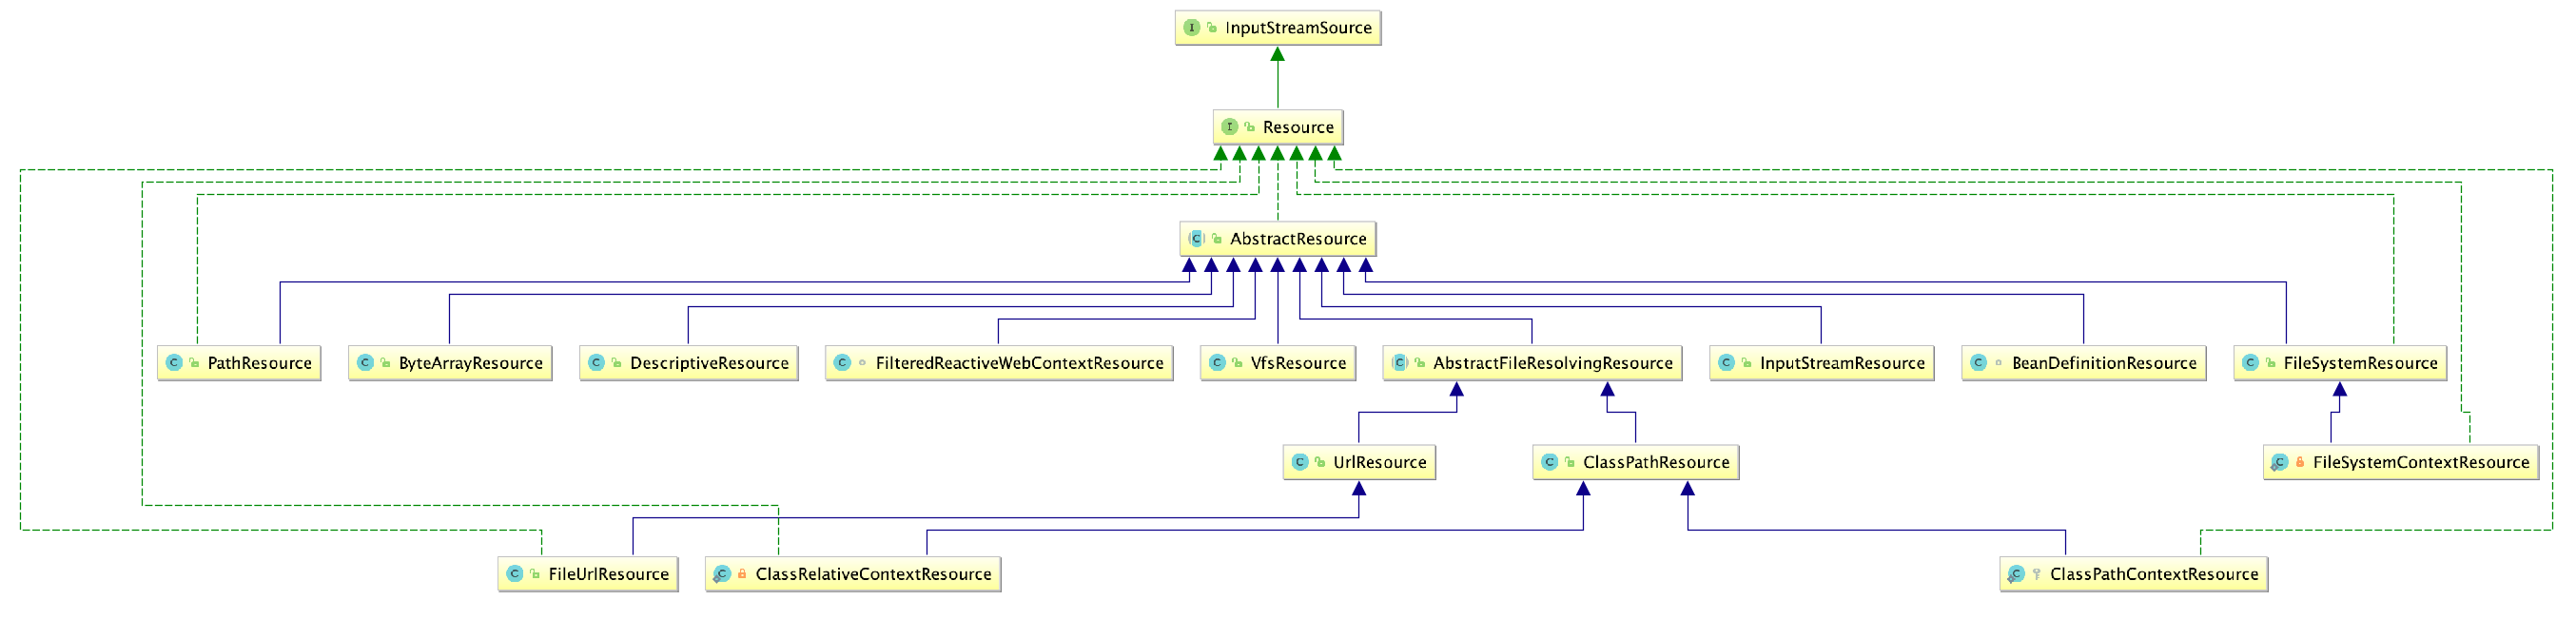 I InputStreamSource
I Resource
C AbstractResource
C PathResource
C ByteArrayResource
C DescriptiveResource
C FilteredReactiveWebContextResource
C VfsResource
C AbstractFileResolvingResource
C InputStreamResource
C BeanDefinitionResource
C FileSystemResource
C UrlResource
C ClassPathResource
C FileSystemContextResource
C FileUrlResource
C ClassRelativeContextResource
C ClassPathContextResource